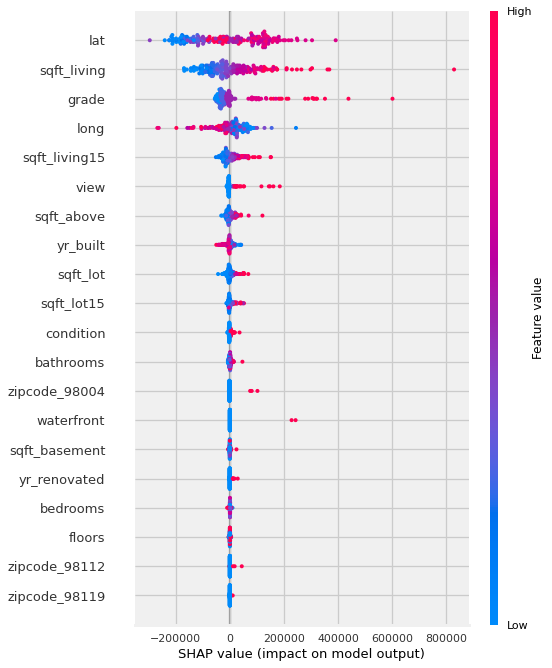 High
lat
sqft_living
grade
long
sqft_living15
view
sqft_above
yr_built
sqft_lot
sqft_lot15
condition
bathrooms
zipcode_98004
waterfront
sqft_basement
yr_renovated
bedrooms
floors
zipcode_98112
zipcode_98119
Feature value
Low
−200000 0 200000 400000 600000 800000
SHAP value (impact on model output)